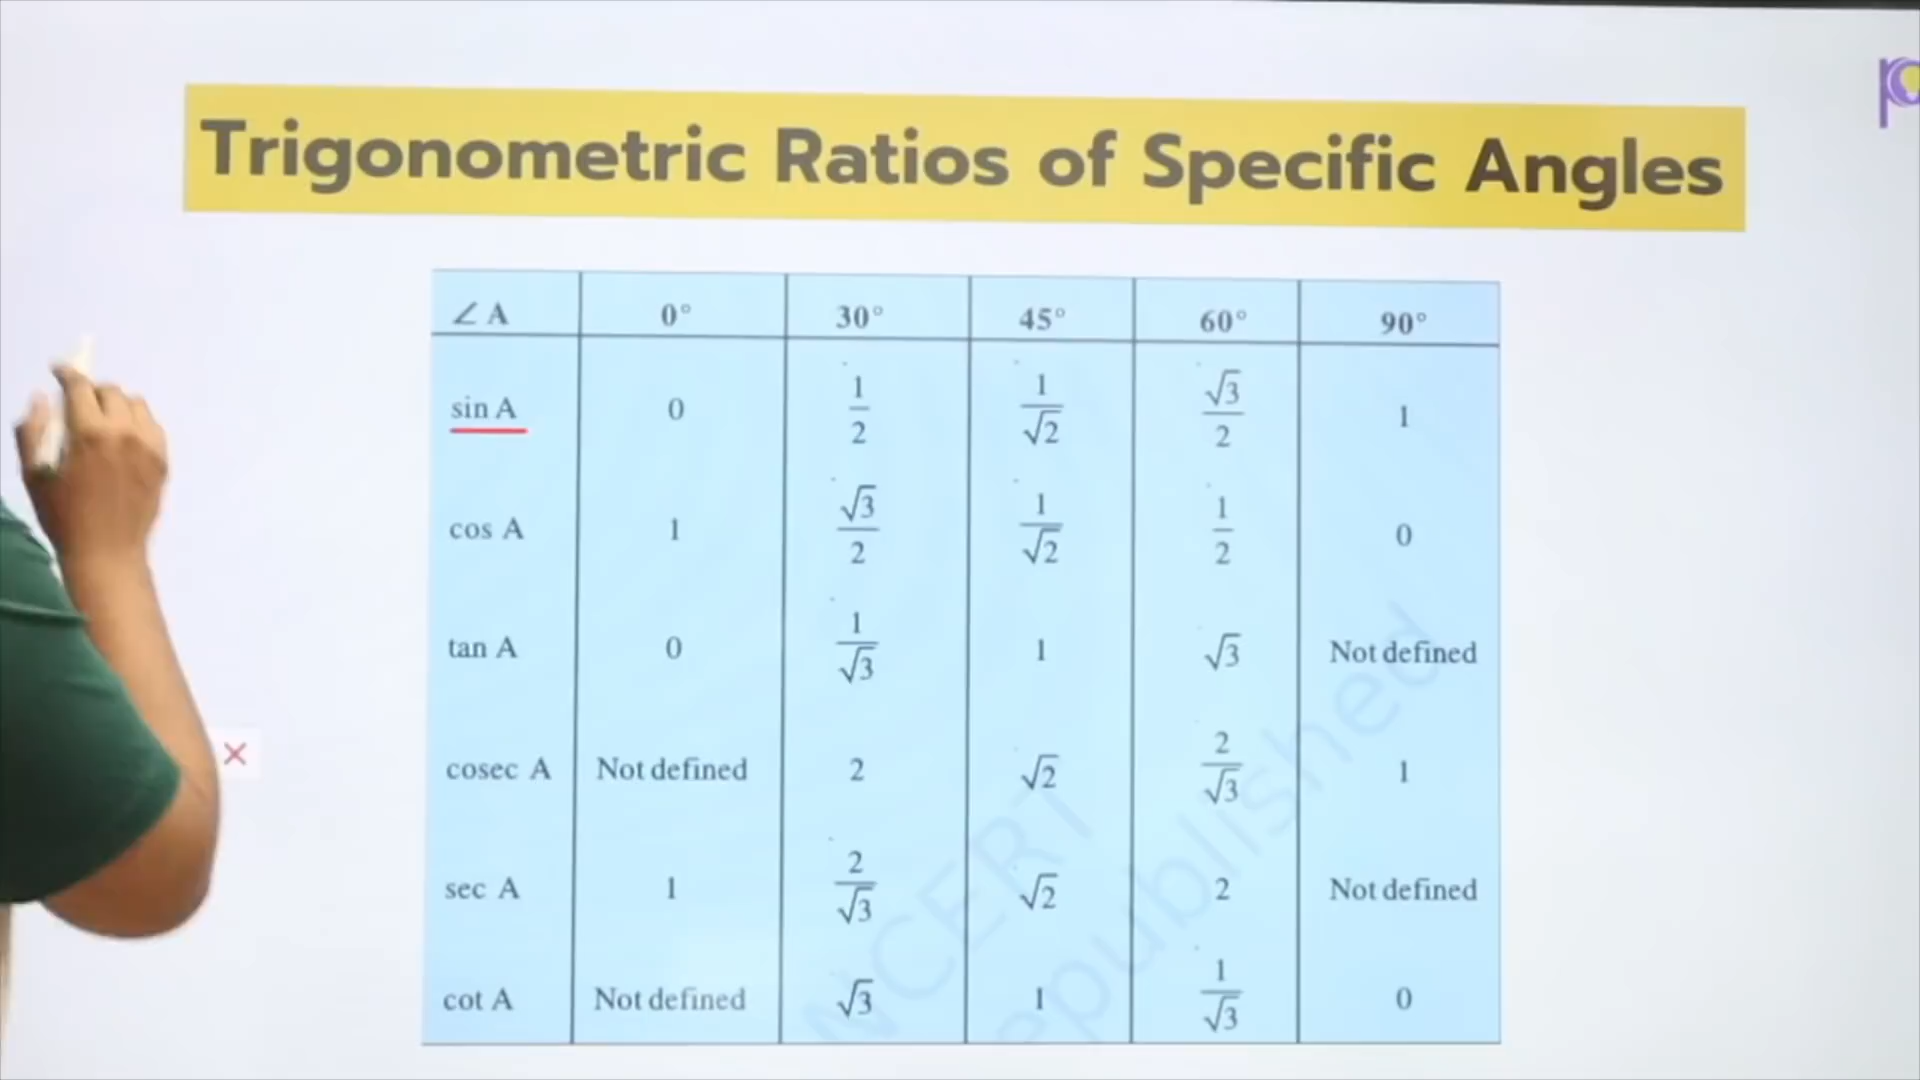 Trigonometric Ratios of Specific Angles
∠A 0° 30° 45° 60° 90°
sin A 0 1/2 1/√2 √3/2 1
cos A 1 √3/2 1/√2 1/2 0
tan A 0 1/√3 1 √3 Not defined
cosec A Not defined 2 √2 2/√3 1
sec A 1 2/√3 √2 2 Not defined
cot A Not defined √3 1 1/√3 0
NCERT
republished